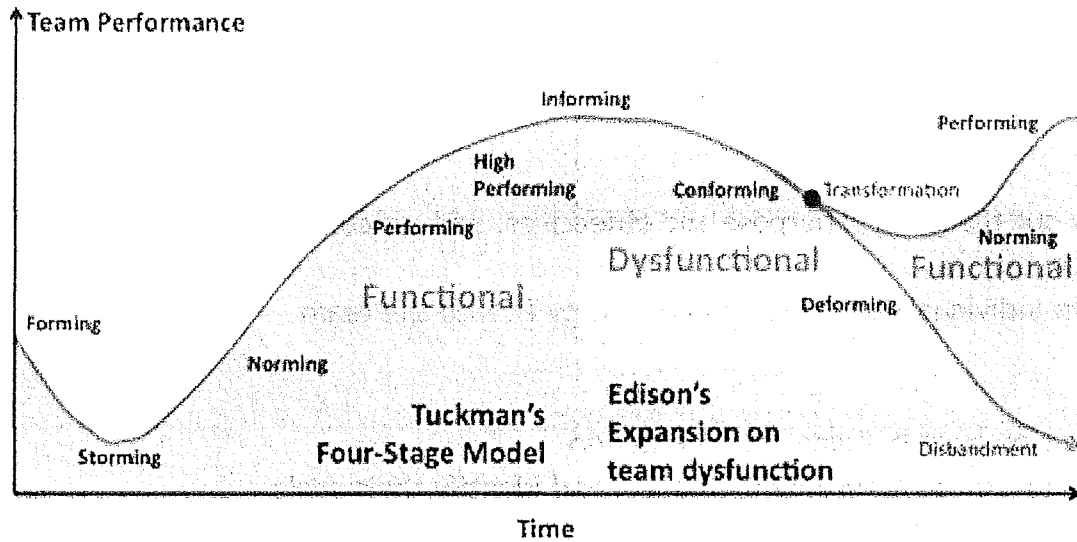 Team Performance
Informing
Performing
High
Performing
Conforming
Transformation
Performing
Norming
Dysfunctional
Functional
Functional
Deforming
Forming
Norming
Storming
Tuckman's
Four-Stage Model
Edison's
Expansion on
team dysfunction
Disbandment
Time